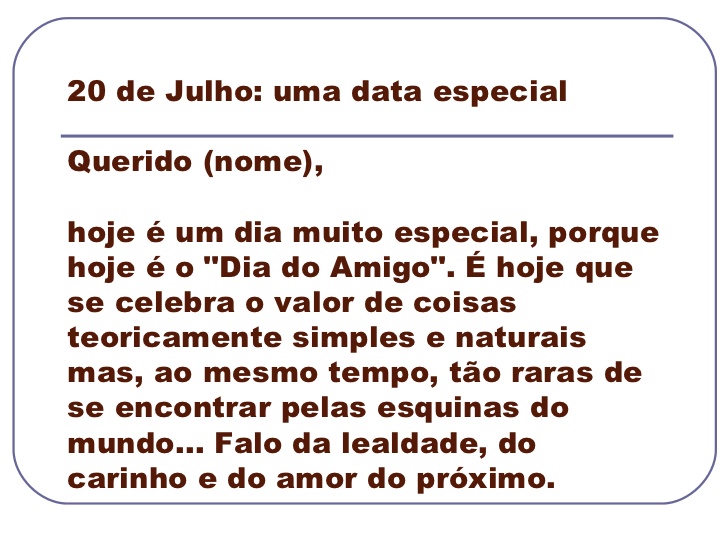 20 de Julho: uma data especial
Querido (nome),
hoje é um dia muito especial, porque
hoje é o "Dia do Amigo". É hoje que
se celebra o valor de coisas
teoricamente simples e naturais
mas, ao mesmo tempo, tão raras de
se encontrar pelas esquinas do
mundo... Falo da lealdade, do
carinho e do amor do próximo.